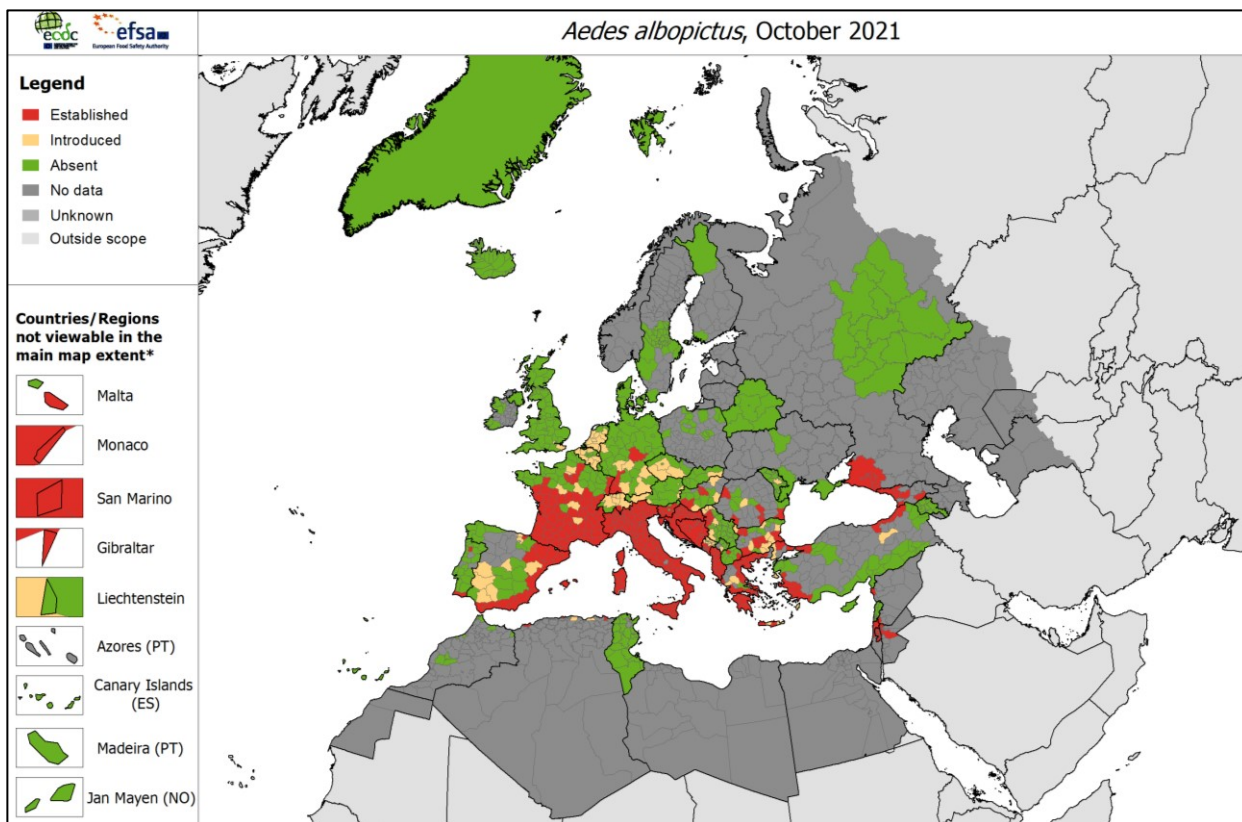 ecdc
efsa
European Food Safety Authority
Aedes albopictus, October 2021
Legend
Established
Introduced
Absent
No data
Unknown
Outside scope
Countries/Regions
not viewable in the
main map extent*
Malta
Monaco
San Marino
Gibraltar
Liechtenstein
Azores (PT)
Canary Islands
(ES)
Madeira (PT)
Jan Mayen (NO)